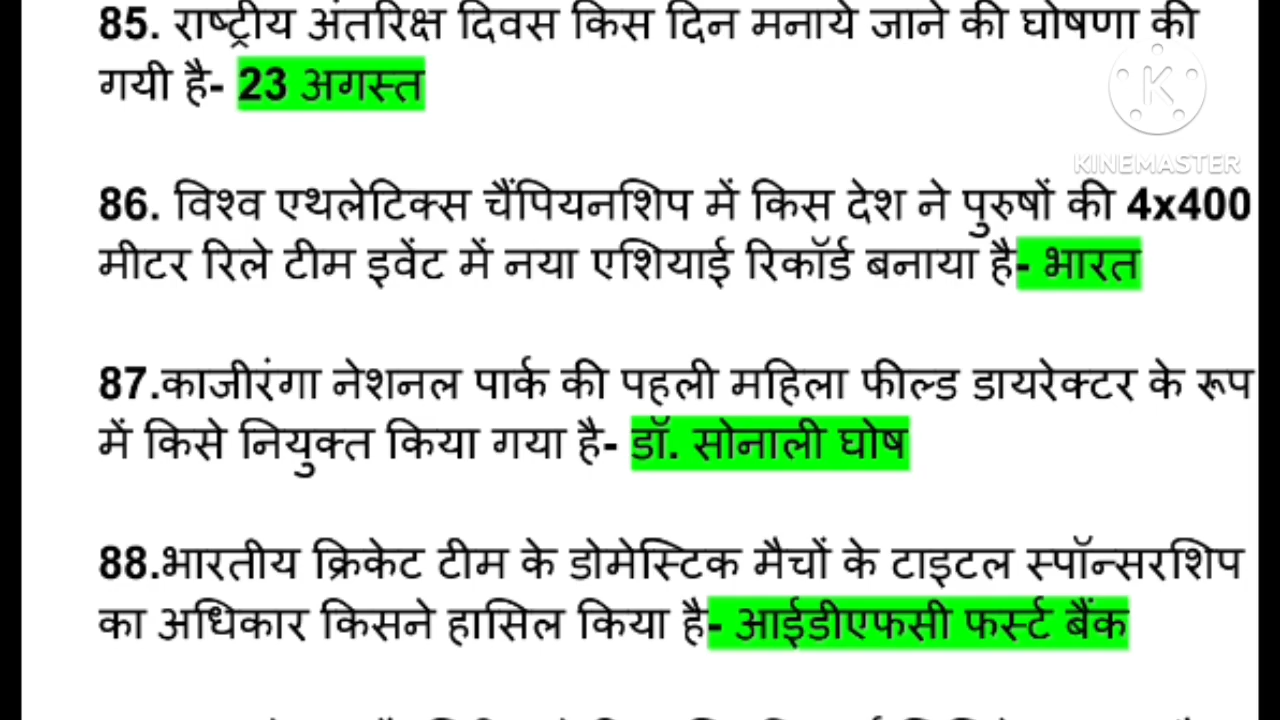 85. राष्ट्रीय अंतरिक्ष दिवस किस दिन मनाये जाने की घोषणा की
गयी है- 23 अगस्त
KINEMASTER
86. विश्व एथलेटिक्स चैंपियनशिप में किस देश ने पुरुषों की 4x400
मीटर रिले टीम इवेंट में नया एशियाई रिकॉर्ड बनाया है- भारत
87.काजीरंगा नेशनल पार्क की पहली महिला फील्ड डायरेक्टर के रूप
में किसे नियुक्त किया गया है- डॉ. सोनाली घोष
88.भारतीय क्रिकेट टीम के डोमेस्टिक मैचों के टाइटल स्पॉन्सरशिप
का अधिकार किसने हासिल किया है- आईडीएफसी फर्स्ट बैंक